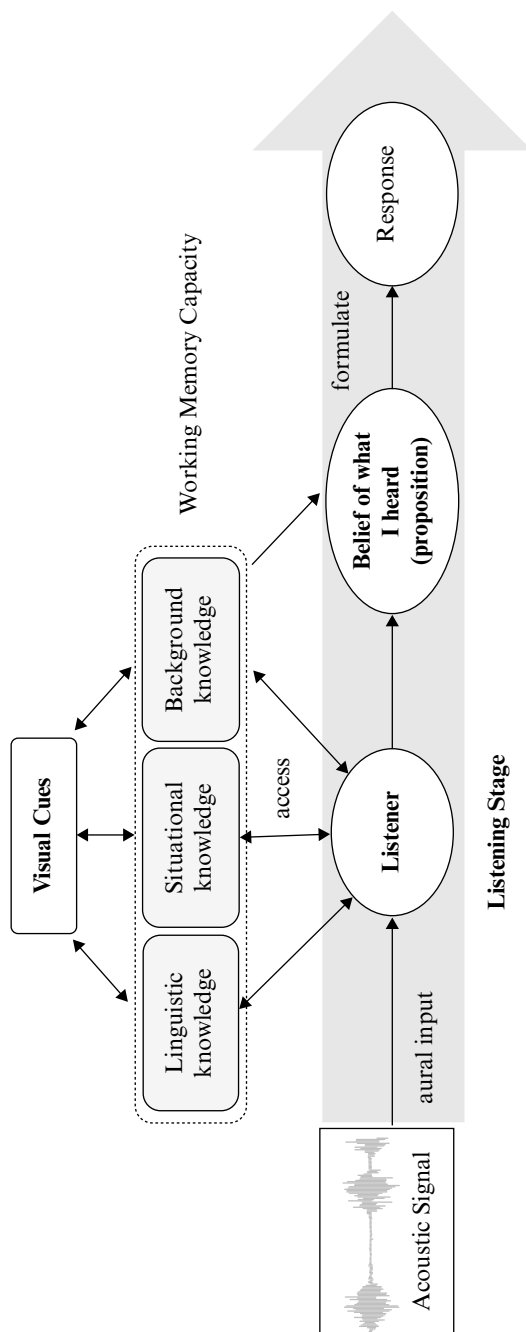 Visual Cues
Working Memory Capacity
Linguistic
knowledge
Situational
knowledge
Background
knowledge
access
formulate
Acoustic Signal
aural input
Listener
Belief of what
I heard
(proposition)
Response
Listening Stage